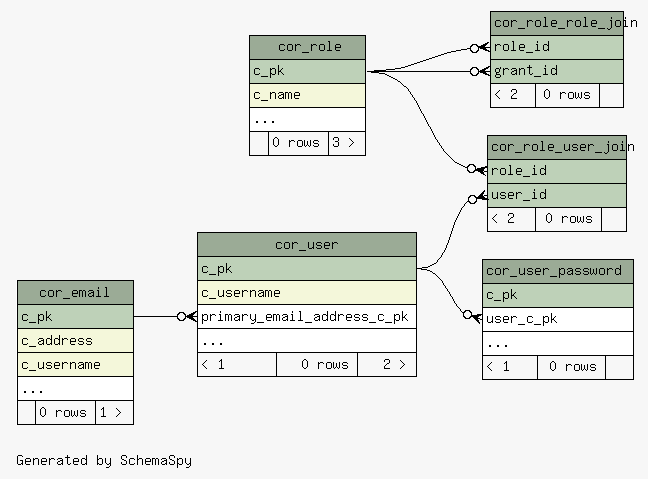 cor_role_role_join
role_id
grant_id
< 2 0 rows
cor_role
c_pk
c_name
...
0 rows 3 >
cor_role_user_join
role_id
user_id
< 2 0 rows
cor_user
c_pk
c_username
primary_email_address_c_pk
...
< 1 0 rows 2 >
cor_user_password
c_pk
user_c_pk
...
< 1 0 rows
cor_email
c_pk
c_address
c_username
...
0 rows 1 >
Generated by SchemaSpy